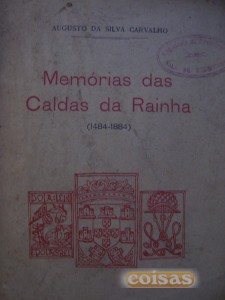 AUGUSTO DA SILVA CARVALHO
Memórias das
Caldas da Rainha
(1484-1884)
coisas